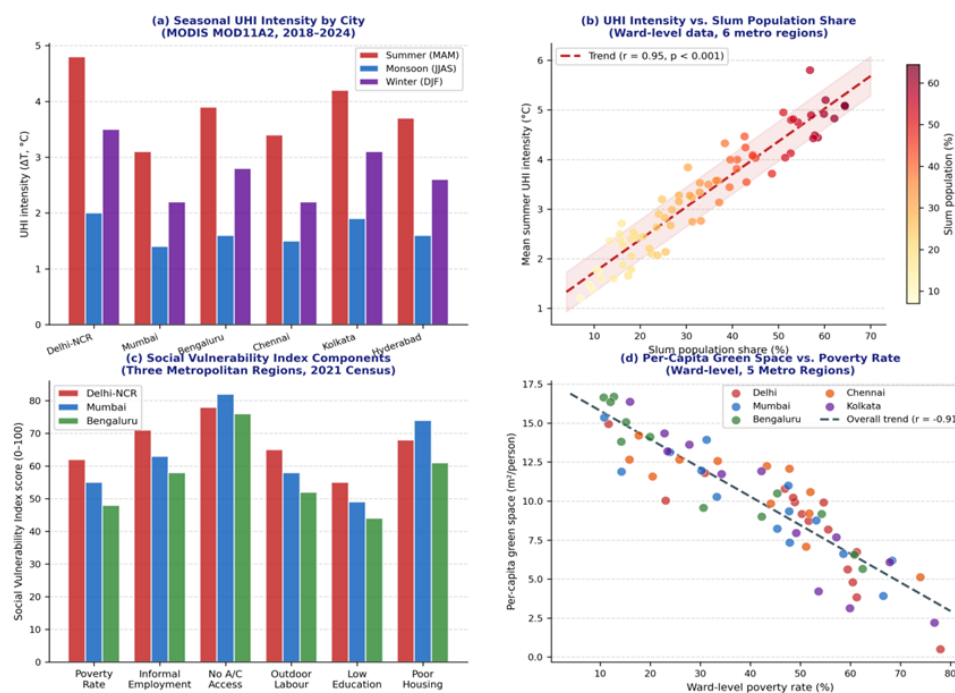 (a) Seasonal UHI Intensity by City
(MODIS MOD11A2, 2018–2024)
UHI intensity (ΔT, °C)
5
4
3
2
1
0
Summer (MAM)
Monsoon (JJAS)
Winter (DJF)
Delhi-NCR
Mumbai
Bengaluru
Chennai
Kolkata
Hyderabad
(b) UHI Intensity vs. Slum Population Share
(Ward-level data, 6 metro regions)
Mean summer UHI intensity (°C)
6
5
4
3
2
1
Trend (r = 0.95, p < 0.001)
10 20 30 40 50 60 70
Slum population share (%)
60
50
40
30
20
10
Slum population (%)
(c) Social Vulnerability Index Components
(Three Metropolitan Regions, 2021 Census)
Social Vulnerability Index score (0–100)
80
70
60
50
40
30
20
10
0
Delhi-NCR
Mumbai
Bengaluru
Poverty Rate
Informal Employment
No A/C Access
Outdoor Labour
Low Education
Poor Housing
(d) Per-Capita Green Space vs. Poverty Rate
(Ward-level, 5 Metro Regions)
Per-capita green space (m²/person)
17.5
15.0
12.5
10.0
7.5
5.0
2.5
0.0
Delhi
Mumbai
Bengaluru
Chennai
Kolkata
Overall trend (r = -0.91
10 20 30 40 50 60 70 80
Ward-level poverty rate (%)